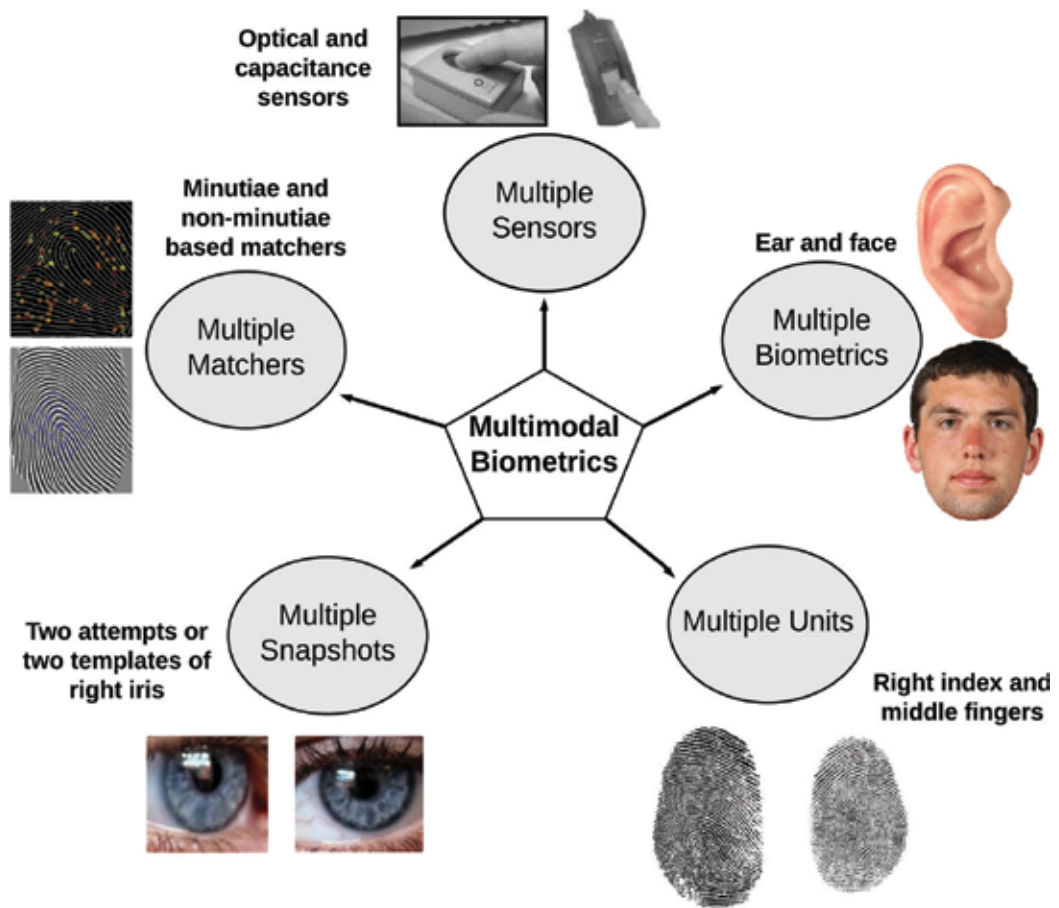 Optical and
capacitance
sensors
Multiple
Sensors
Minutiae and
non-minutiae
based matchers
Multiple
Matchers
Ear and face
Multiple
Biometrics
Multimodal
Biometrics
Two attempts or
two templates of
right iris
Multiple
Snapshots
Multiple Units
Right index and
middle fingers